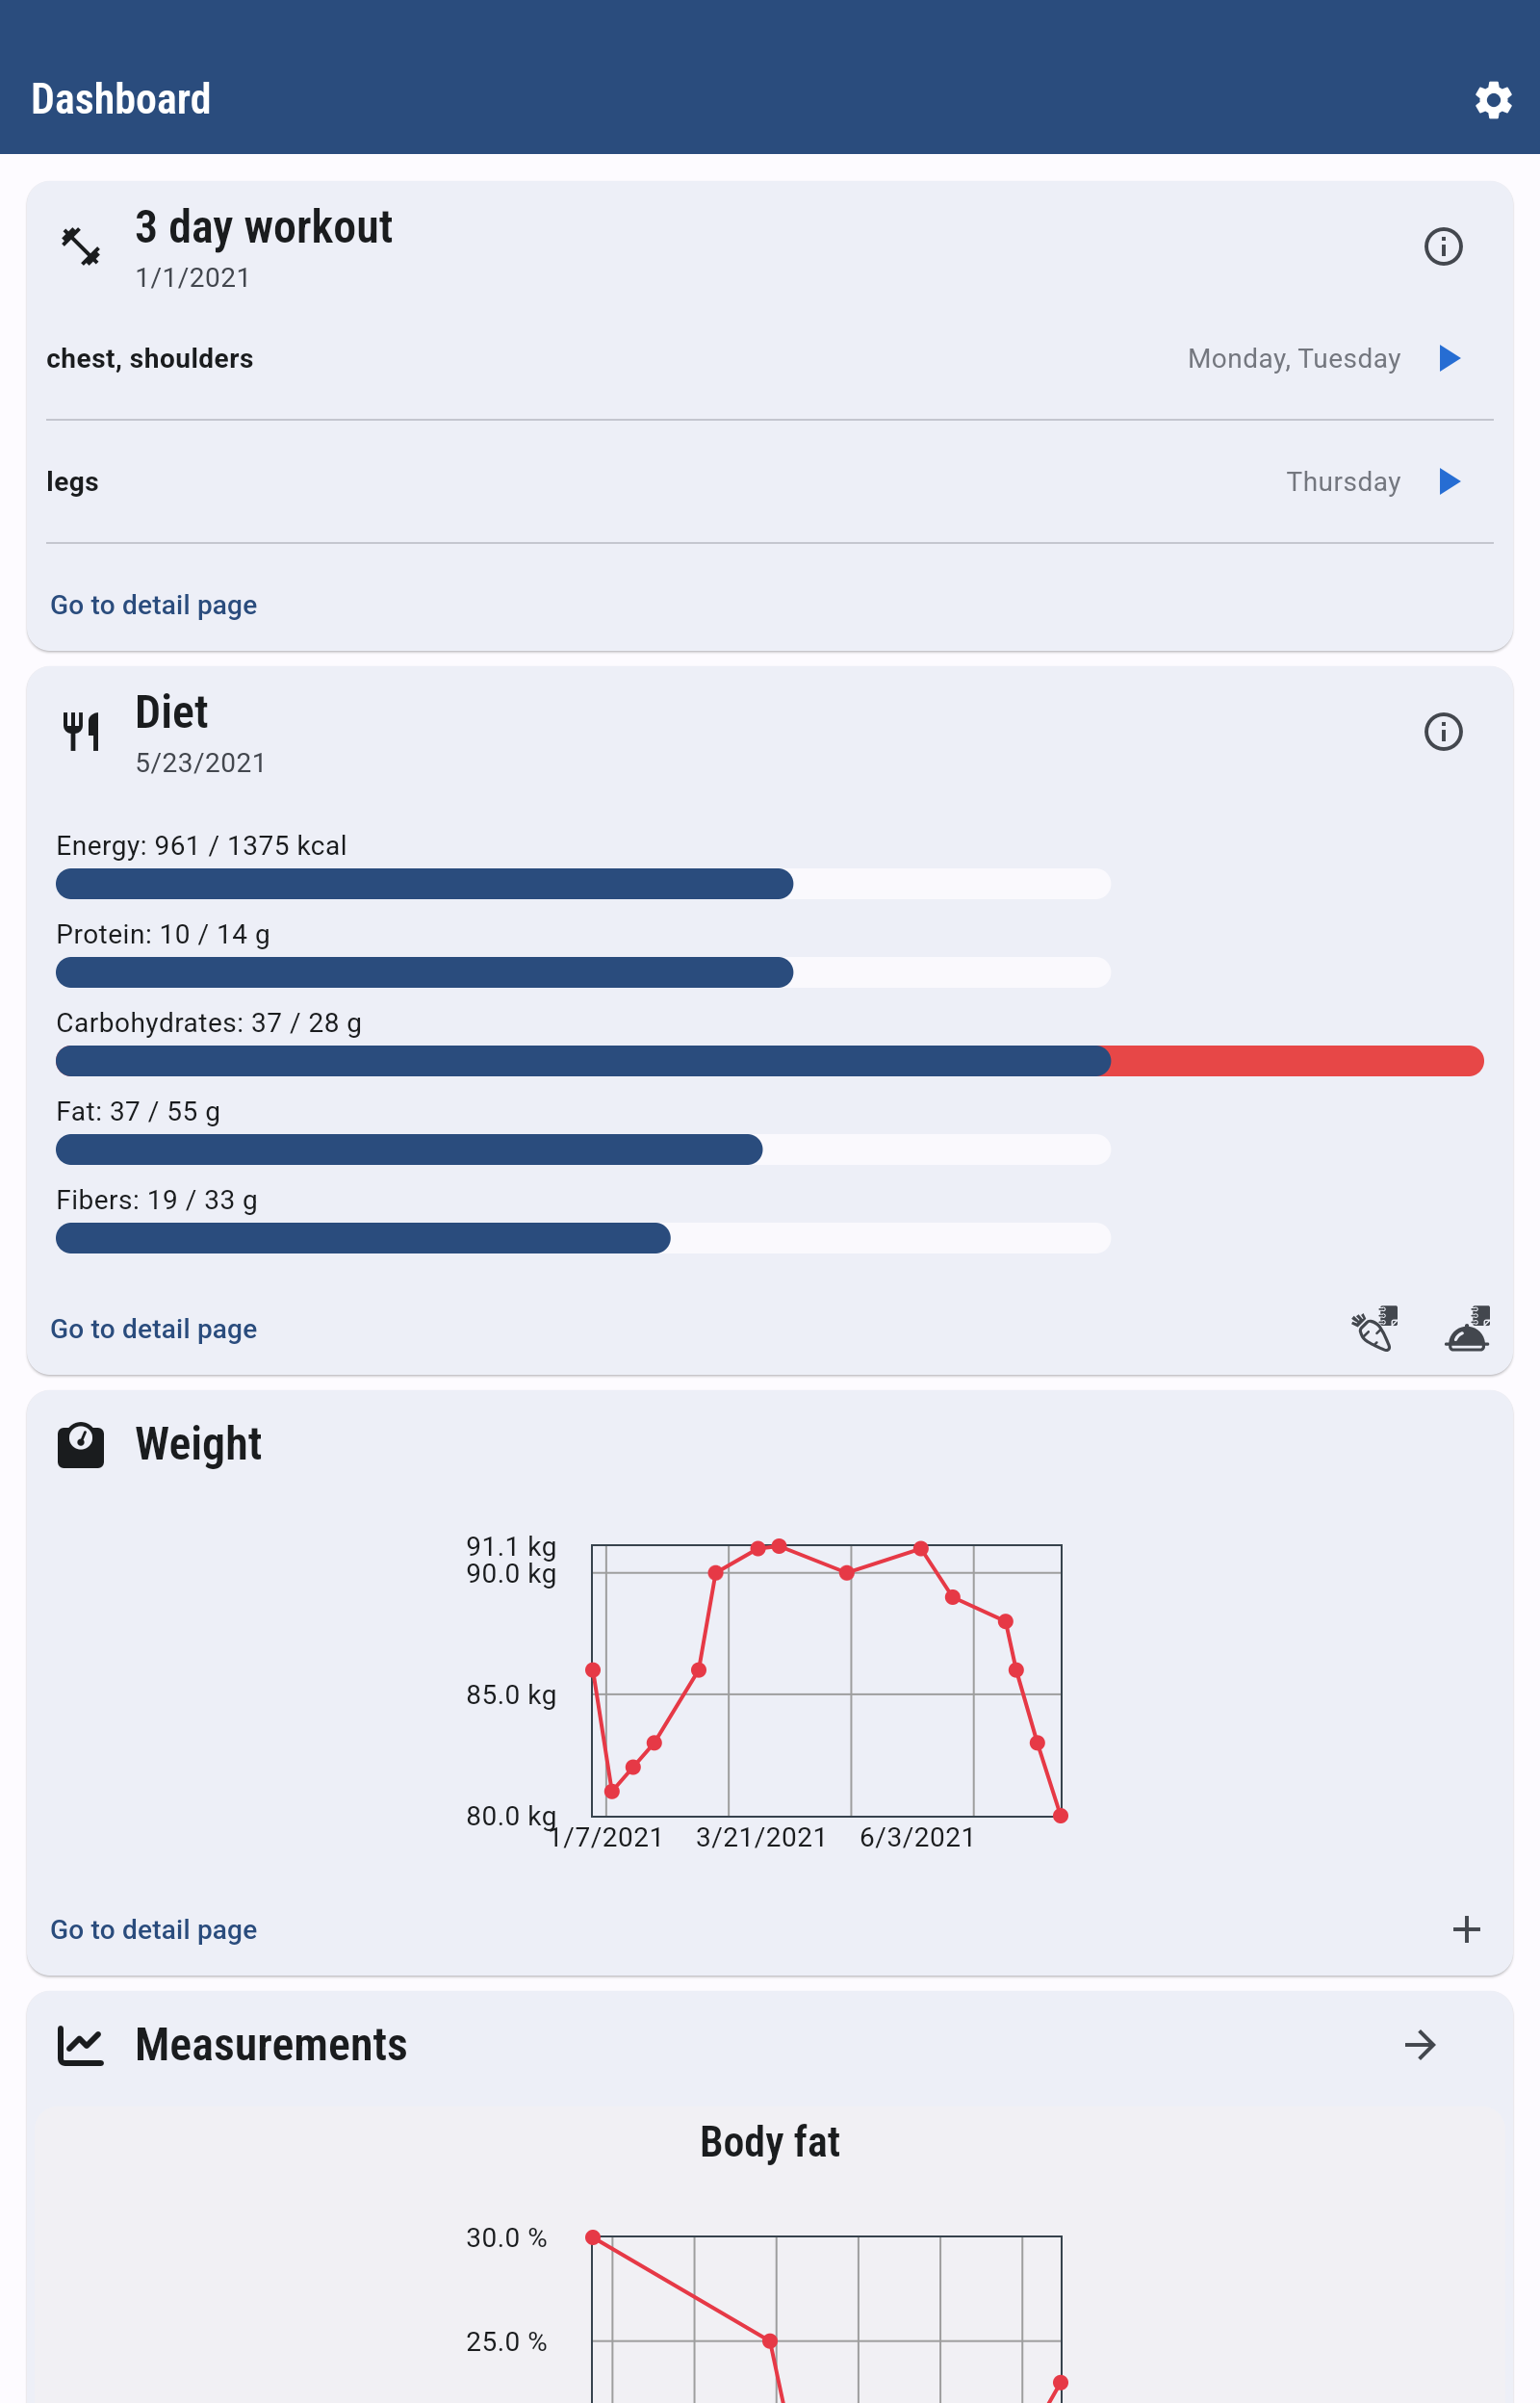 Dashboard
3 day workout
1/1/2021
chest, shoulders
Monday, Tuesday
legs
Thursday
Go to detail page
Diet
5/23/2021
Energy: 961 / 1375 kcal
Protein: 10 / 14 g
Carbohydrates: 37 / 28 g
Fat: 37 / 55 g
Fibers: 19 / 33 g
Go to detail page
Weight
91.1 kg
90.0 kg
85.0 kg
80.0 kg
1/7/2021 3/21/2021 6/3/2021
Go to detail page
Measurements
Body fat
30.0 %
25.0 %